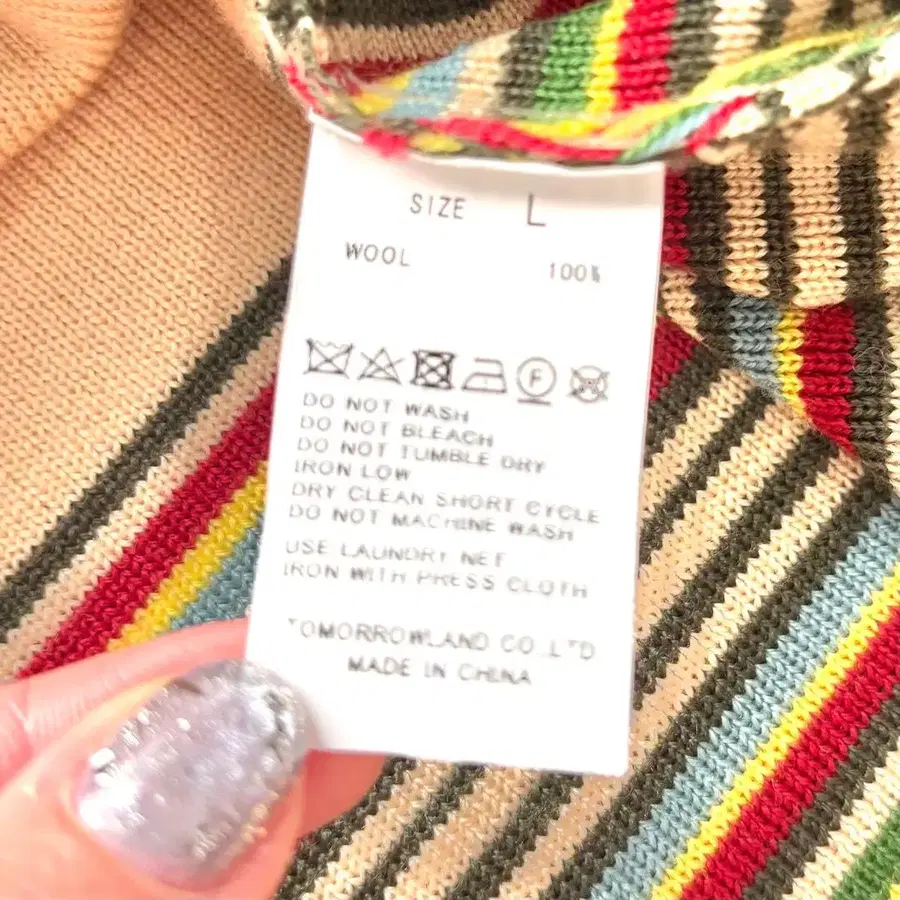 SIZE L
WOOL 100%
F
DO NOT WASH
DO NOT BLEACH
DO NOT TUMBLE DRY
IRON LOW
DRY CLEAN SHORT CYCLE
DO NOT MACHINE WASH
USE LAUNDRY NET
IRON WITH PRESS CLOTH
TOMORROWLAND CO.,LTD
MADE IN CHINA